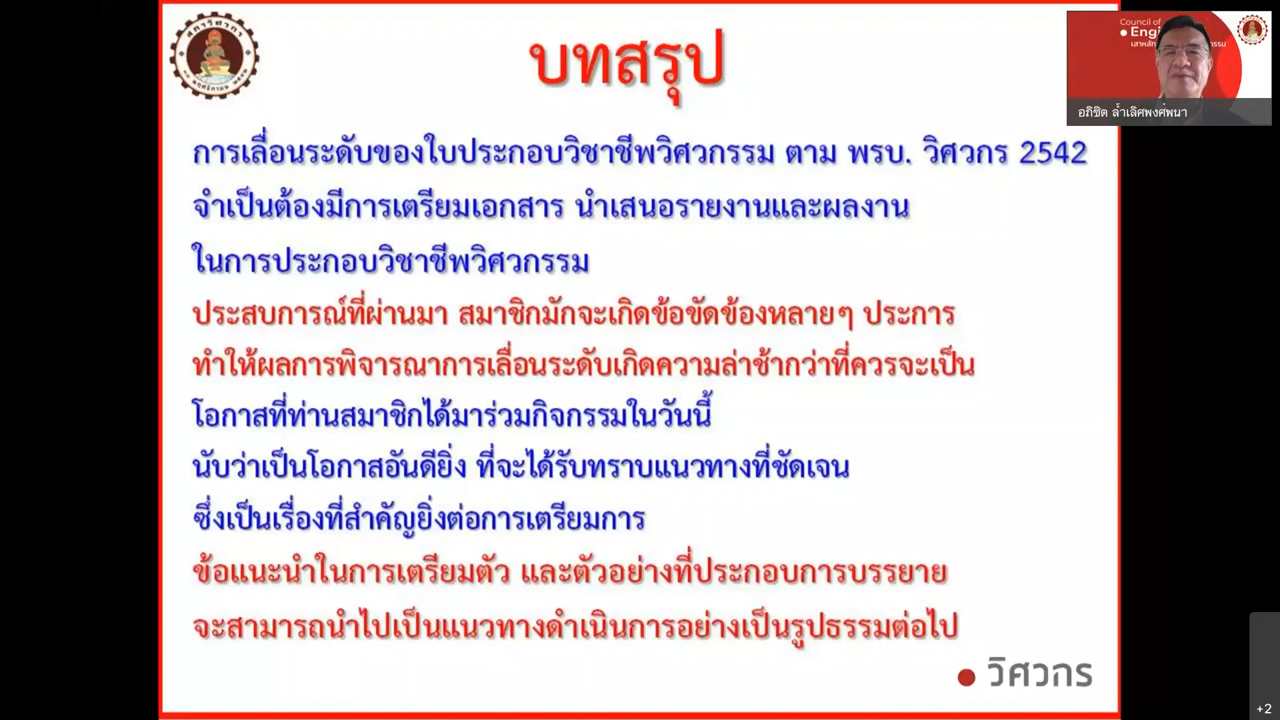 บทสรุป
การเลื่อนระดับของใบประกอบวิชาชีพวิศวกรรม ตาม พรบ. วิศวกร 2542
จำเป็นต้องมีการเตรียมเอกสาร นำเสนอรายงานและผลงาน
ในการประกอบวิชาชีพวิศวกรรม
ประสบการณ์ที่ผ่านมา สมาชิกมักจะเกิดข้อขัดข้องหลายๆ ประการ
ทำให้ผลการพิจารณาการเลื่อนระดับเกิดความล่าช้ากว่าที่ควรจะเป็น
โอกาสที่ท่านสมาชิกได้มาร่วมกิจกรรมในวันนี้
นับว่าเป็นโอกาสอันดียิ่ง ที่จะได้รับทราบแนวทางที่ชัดเจน
ซึ่งเป็นเรื่องที่สำคัญยิ่งต่อการเตรียมการ
ข้อแนะนำในการเตรียมตัว และตัวอย่างที่ประกอบการบรรยาย
จะสามารถนำไปเป็นแนวทางดำเนินการอย่างเป็นรูปธรรมต่อไป
วิศวกร
สภาวิศวกร
Council of
อภิชิต ล้ำเลิศพงศ์พนา
+2